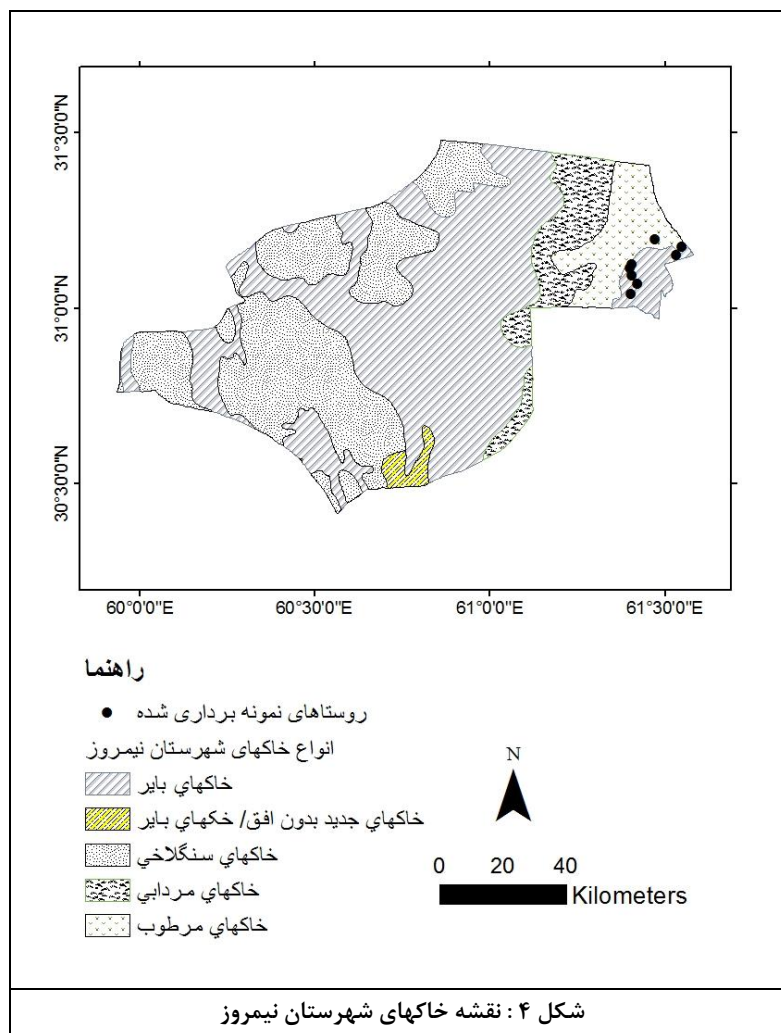 31°30'0"N
31°0'0"N
30°30'0"N
60°0'0"E
60°30'0"E
61°0'0"E
61°30'0"E
راهنما
روستاهای نمونه برداری شده
انواع خاکهای شهرستان نیمروز
خاکهاي باير
خاکهاي جديد بدون افق/ خکهاي باير
خاکهاي سنگلاخي
خاکهاي مردابي
خاکهاي مرطوب
N
0 20 40
Kilometers
شکل ۴ : نقشه خاکهای شهرستان نیمروز